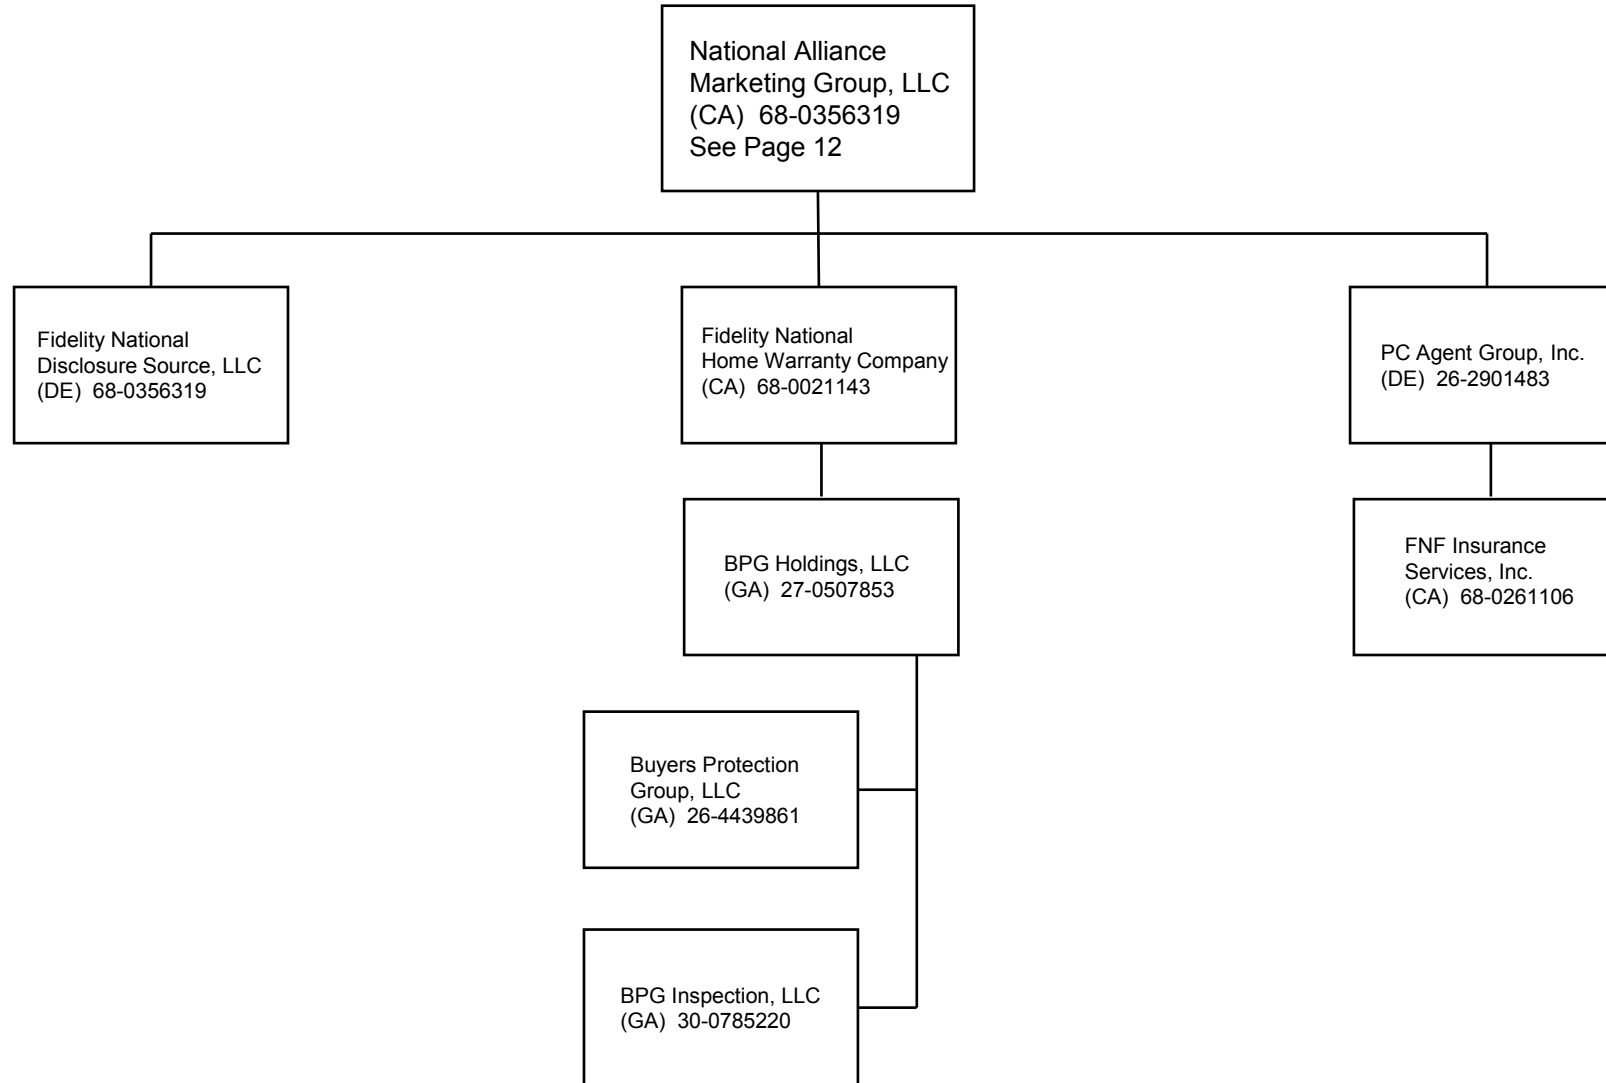 National Alliance
Marketing Group, LLC
(CA)  68-0356319
See Page 12
Fidelity National
Disclosure Source, LLC
(DE)  68-0356319
Fidelity National
Home Warranty Company
(CA)  68-0021143
PC Agent Group, Inc.
(DE)  26-2901483
BPG Holdings, LLC
(GA)  27-0507853
FNF Insurance
Services, Inc.
(CA)  68-0261106
Buyers Protection
Group, LLC
(GA)  26-4439861
BPG Inspection, LLC
(GA)  30-0785220